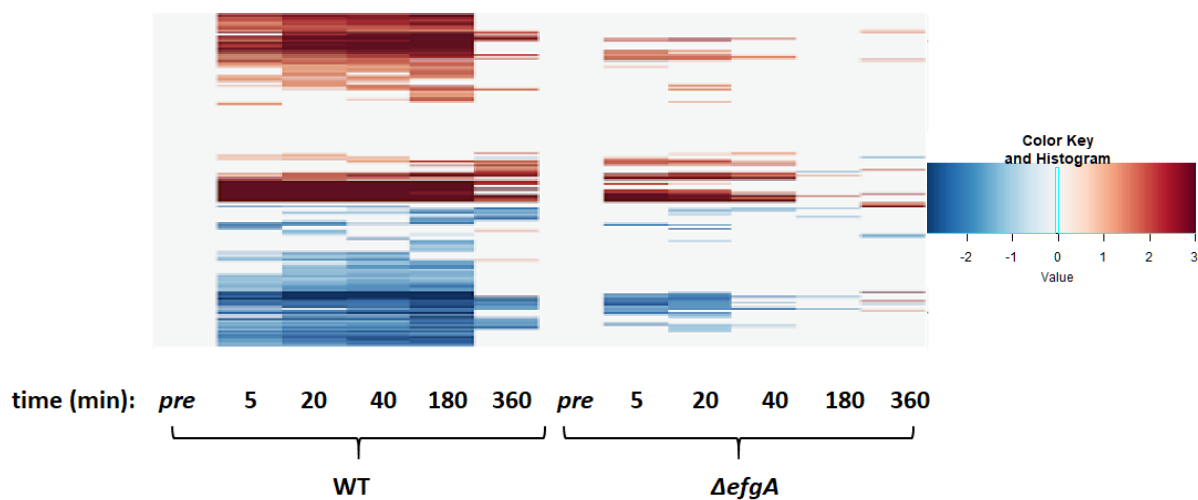 Color Key
and Histogram
-2 -1 0 1 2 3
Value
time (min): pre 5 20 40 180 360 pre 5 20 40 180 360
WT ΔefgA